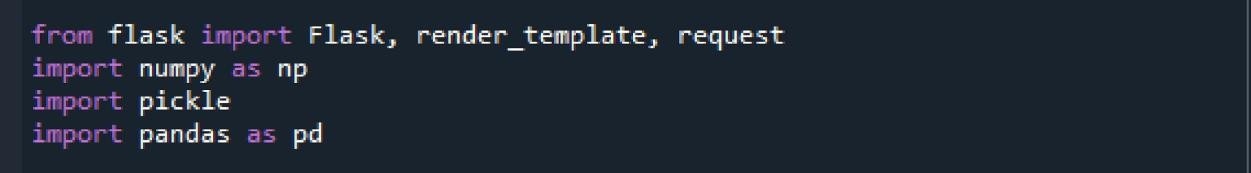 from flask import Flask, render_template, request
import numpy as np
import pickle
import pandas as pd